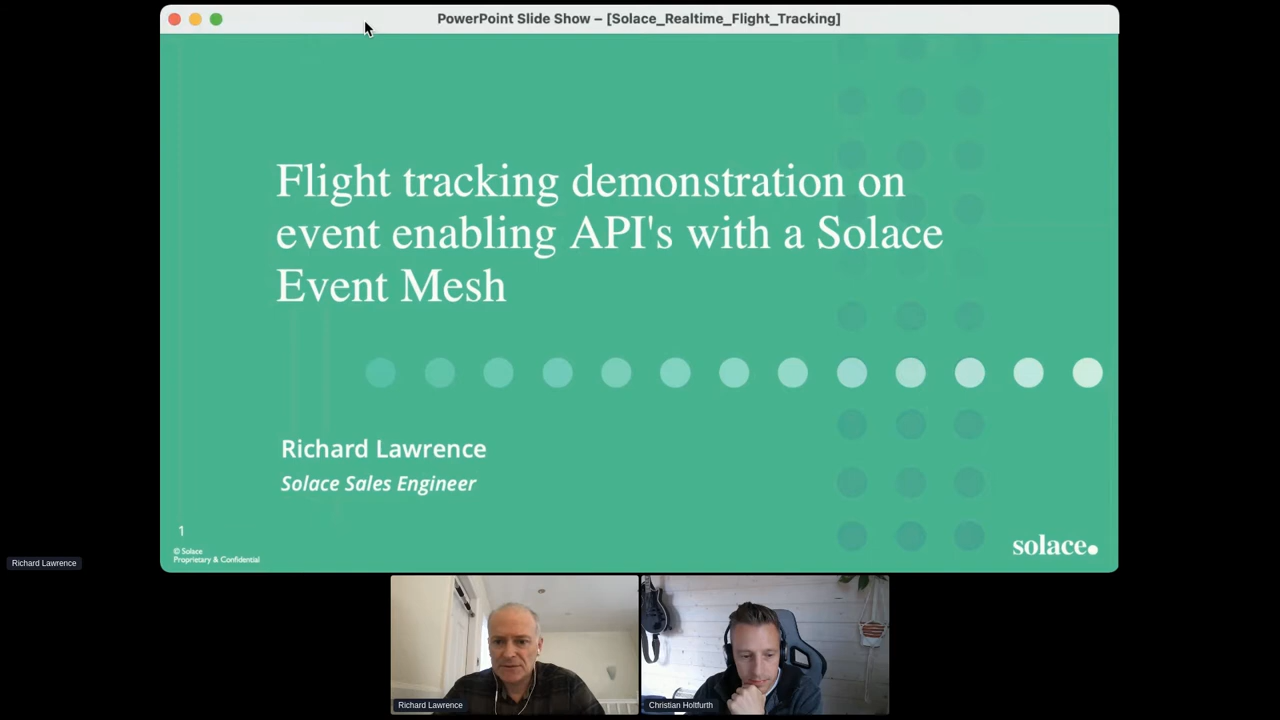 PowerPoint Slide Show – [Solace_Realtime_Flight_Tracking]
Flight tracking demonstration on
event enabling API's with a Solace
Event Mesh
Richard Lawrence
Solace Sales Engineer
1
© Solace
Proprietary & Confidential
solace.
Richard Lawrence
Richard Lawrence
Christian Holtfurth